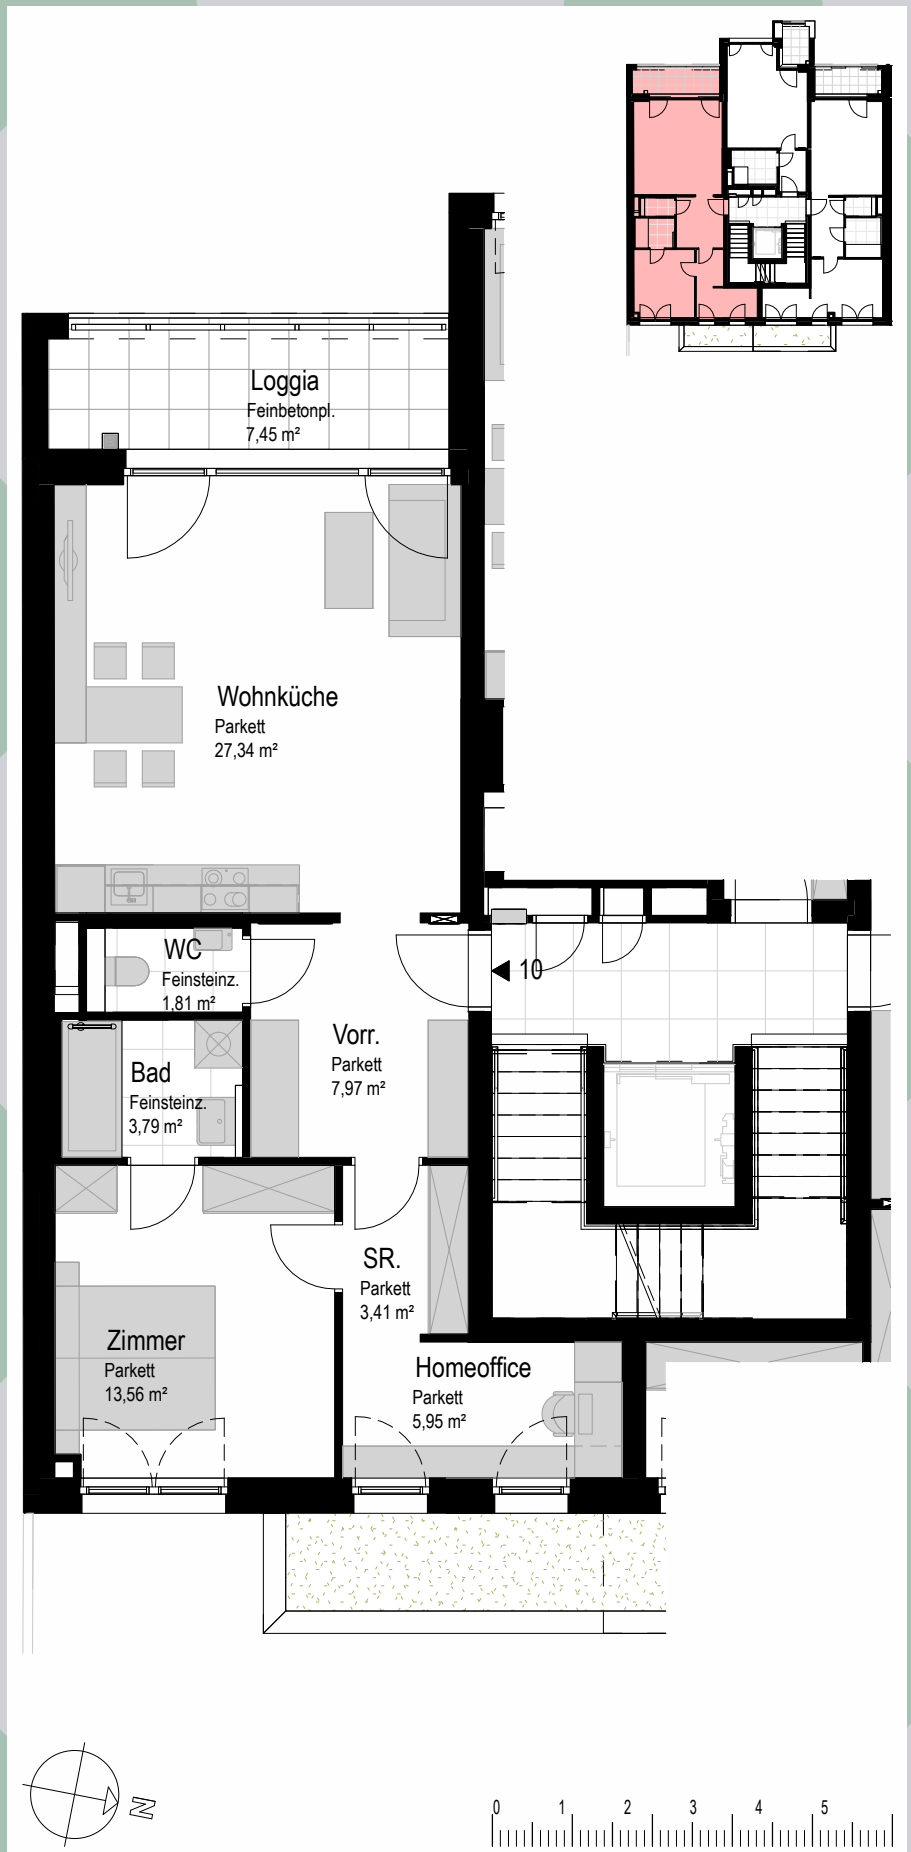 Loggia
Feinbetonpl.
7,45 m²
Wohnküche
Parkett
27,34 m²
WC
Feinsteinz.
1,81 m²
10
Vorr.
Parkett
7,97 m²
Bad
Feinsteinz.
3,79 m²
SR.
Parkett
3,41 m²
Zimmer
Parkett
13,56 m²
Homeoffice
Parkett
5,95 m²
N
0 1 2 3 4 5